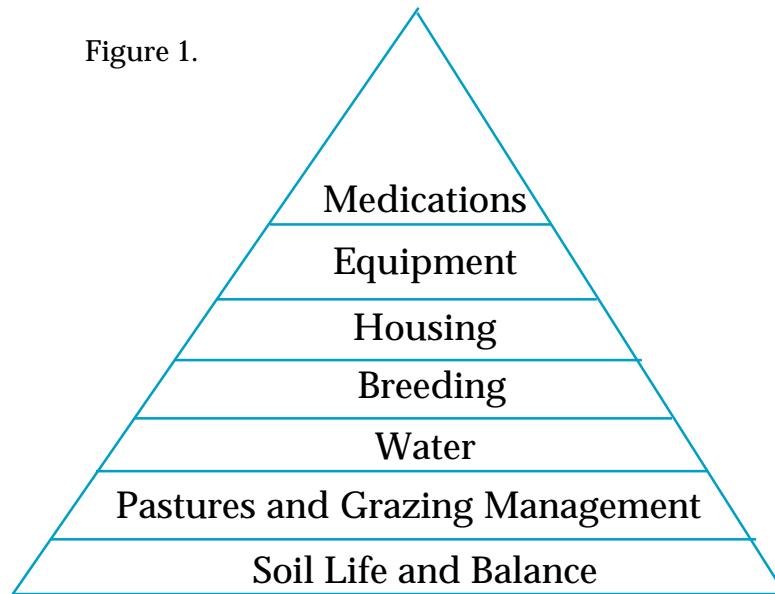 Figure 1.
Medications
Equipment
Housing
Breeding
Water
Pastures and Grazing Management
Soil Life and Balance